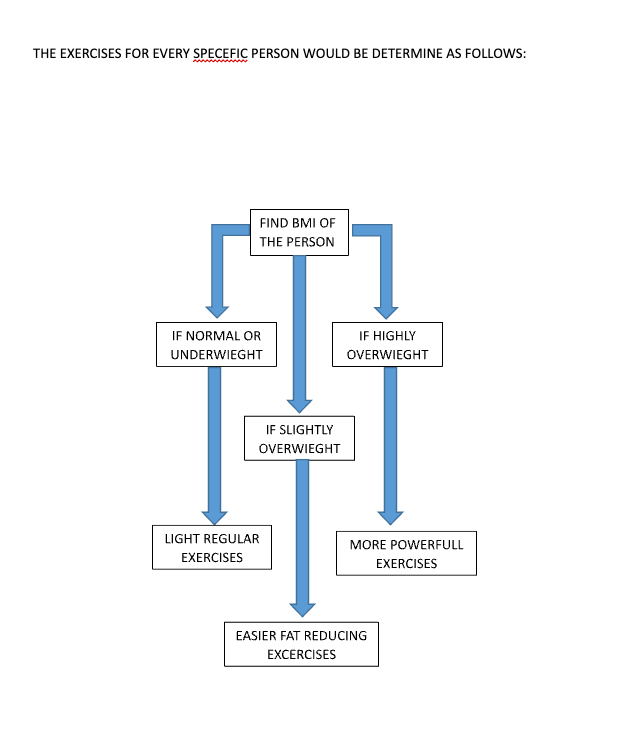 THE EXERCISES FOR EVERY SPECEFIC PERSON WOULD BE DETERMINE AS FOLLOWS:
FIND BMI OF
THE PERSON
IF NORMAL OR
UNDERWIEGHT
IF HIGHLY
OVERWIEGHT
IF SLIGHTLY
OVERWIEGHT
LIGHT REGULAR
EXERCISES
MORE POWERFULL
EXERCISES
EASIER FAT REDUCING
EXCERCISES